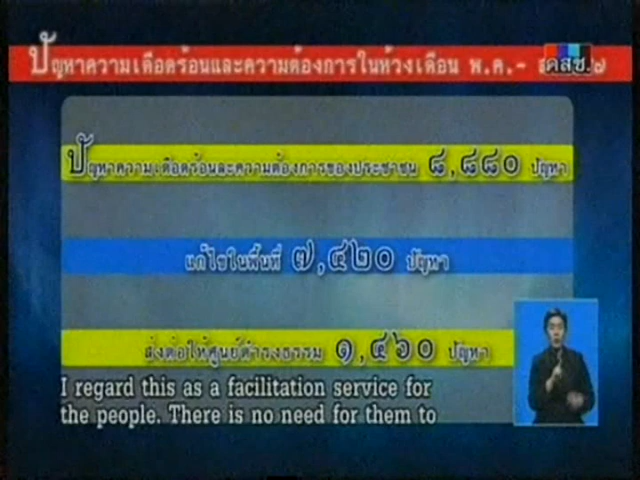 ปัญหาความเดือดร้อนและความต้องการในห้วงเดือน พ.ค.-
คสช.
ปัญหาความเดือดร้อนและความต้องการของประชาชน ๘,๘๘๐ ปัญหา
แก้ไขในพื้นที่ ๗,๔๒๐ ปัญหา
ส่งต่อให้ศูนย์ดำรงธรรม ๑,๔๖๐ ปัญหา
I regard this as a facilitation service for
the people. There is no need for them to